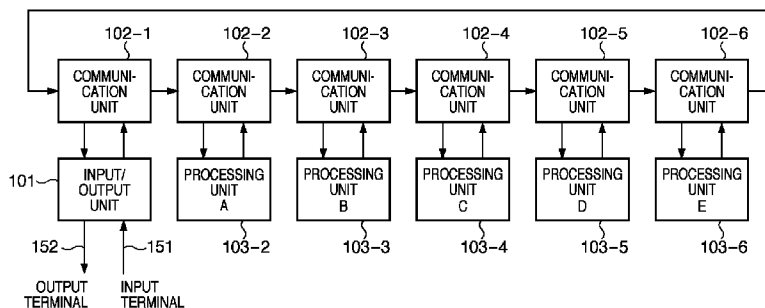 102-1
102-2
102-3
102-4
102-5
102-6
COMMUNI-
CATION
UNIT
COMMUNI-
CATION
UNIT
COMMUNI-
CATION
UNIT
COMMUNI-
CATION
UNIT
COMMUNI-
CATION
UNIT
COMMUNI-
CATION
UNIT
101
INPUT/
OUTPUT
UNIT
PROCESSING
UNIT
A
PROCESSING
UNIT
B
PROCESSING
UNIT
C
PROCESSING
UNIT
D
PROCESSING
UNIT
E
152
151
103-2
103-3
103-4
103-5
103-6
OUTPUT
TERMINAL
INPUT
TERMINAL